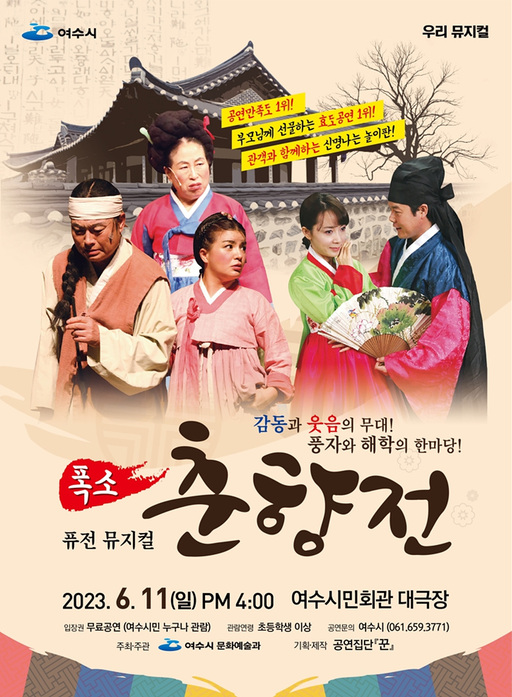 여수시
우리 뮤지컬
공연만족도 1위!
부모님께 선물하는 효도공연 1위!
관객과 함께하는 신명나는 놀이판!
감동과 웃음의 무대!
풍자와 해학의 한마당!
폭소
춘향전
퓨전 뮤지컬
2023. 6. 11(일) PM 4:00 여수시민회관 대극장
입장권 무료공연 (여수시민 누구나 관람) 관람연령 초등학생 이상 공연문의 여수시 (061.659.3771)
주최·주관 여수시 문화예술과 기획·제작 공연집단『꾼』